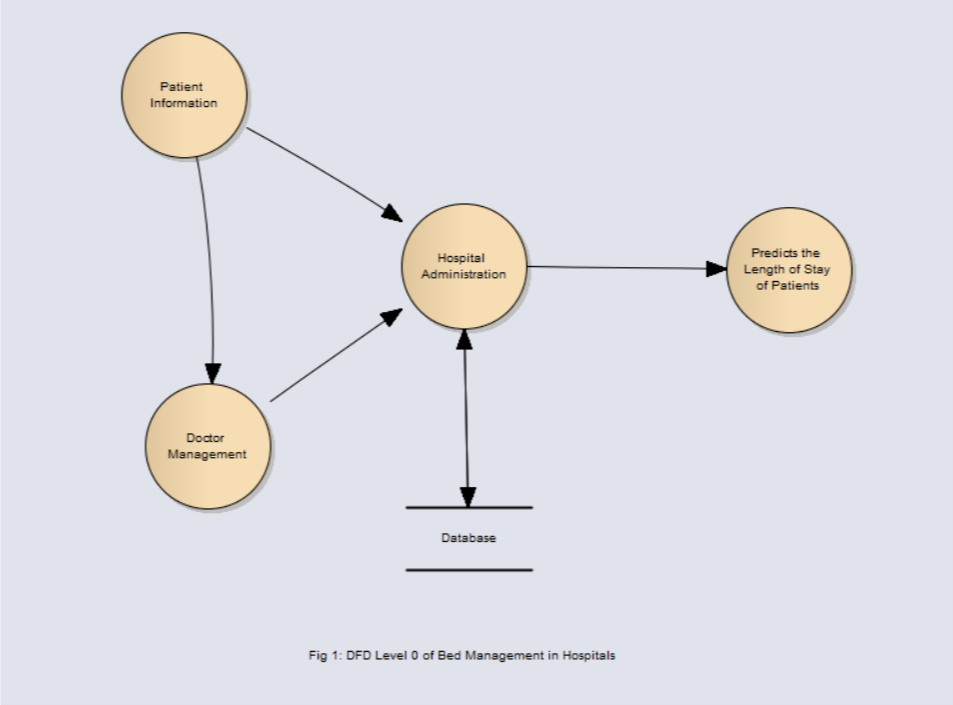 Patient
Information
Hospital
Administration
Predicts the
Length of Stay
of Patients
Doctor
Management
Database
Fig 1: DFD Level 0 of Bed Management in Hospitals